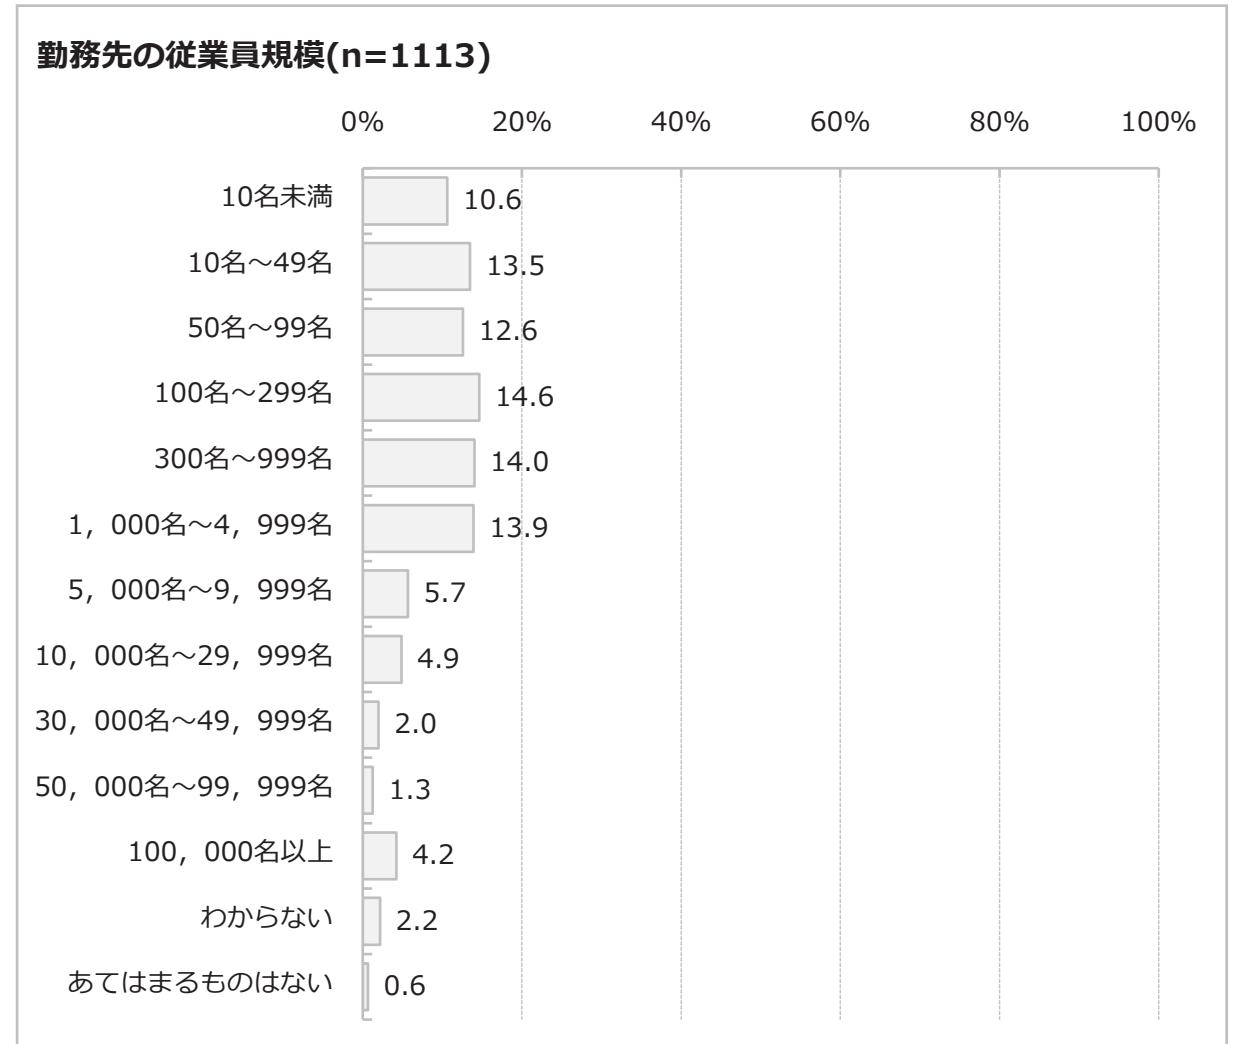 勤務先の従業員規模(n=1113)
0% 20% 40% 60% 80% 100%
10名未満 10.6
10名～49名 13.5
50名～99名 12.6
100名～299名 14.6
300名～999名 14.0
1，000名～4，999名 13.9
5，000名～9，999名 5.7
10，000名～29，999名 4.9
30，000名～49，999名 2.0
50，000名～99，999名 1.3
100，000名以上 4.2
わからない 2.2
あてはまるものはない 0.6